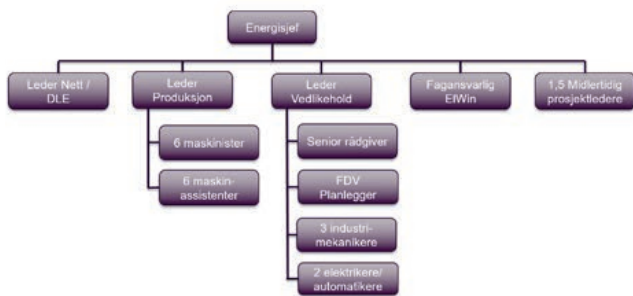 Energisjef
Leder Nett /
DLE
Leder
Produksjon
Leder
Vedlikehold
Fagansvarlig
ElWin
1,5 Midlertidig
prosjektledere
6 maskinister
6 maskin-
assistenter
Senior rådgiver
FDV
Planlegger
3 industri-
mekanikere
2 elektrikere/
automatikere